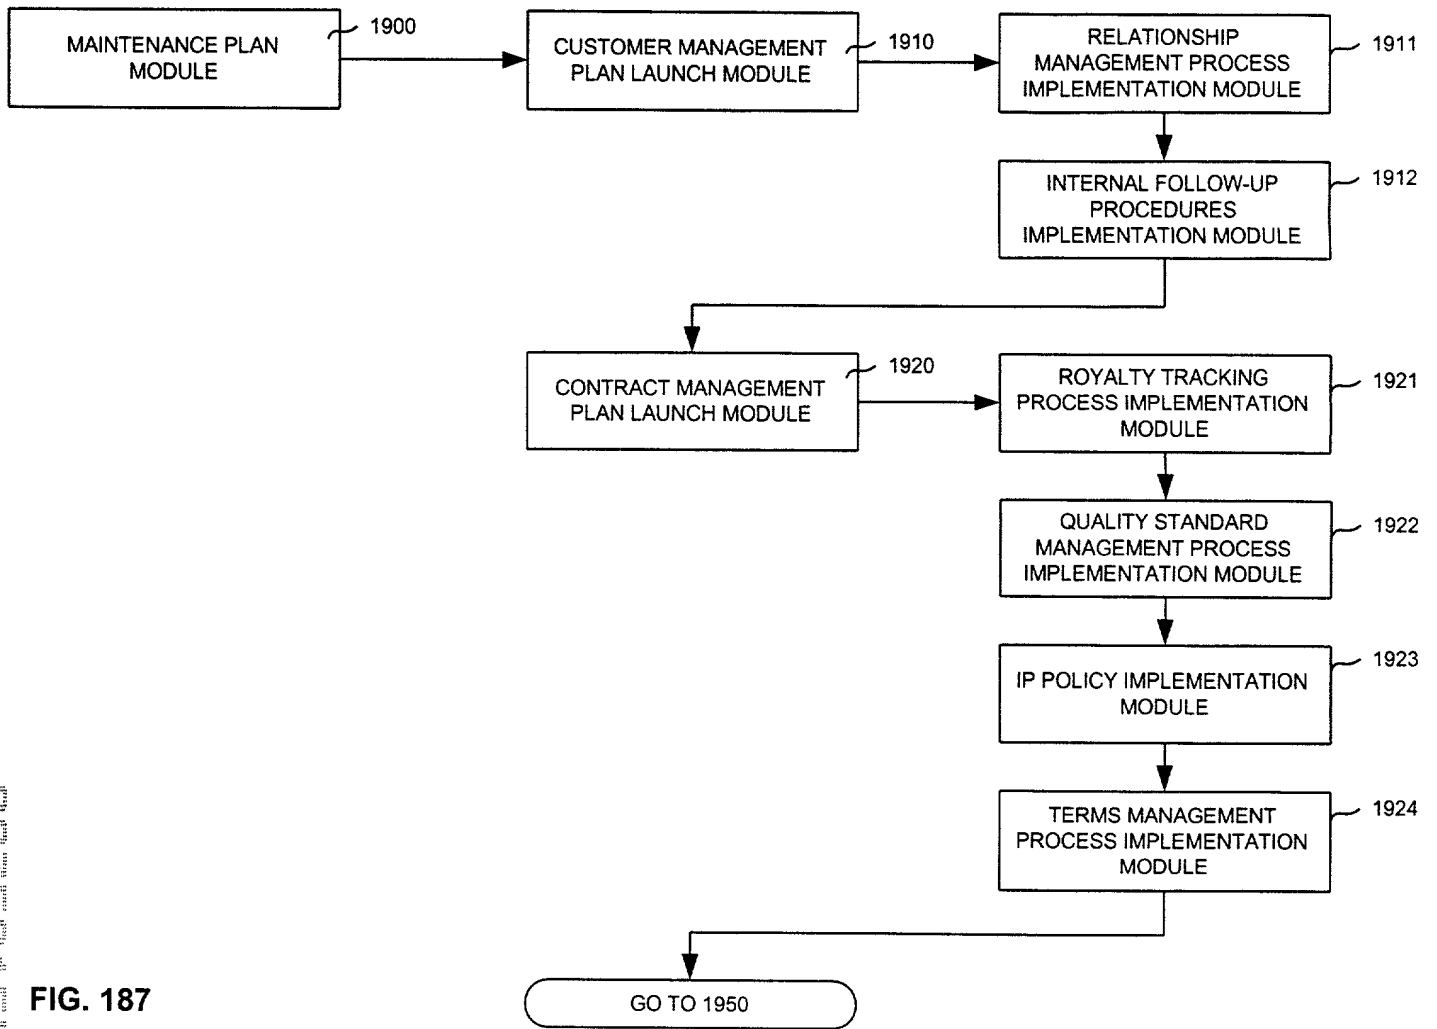 MAINTENANCE PLAN
MODULE
1900
CUSTOMER MANAGEMENT
PLAN LAUNCH MODULE
1910
RELATIONSHIP
MANAGEMENT PROCESS
IMPLEMENTATION MODULE
1911
INTERNAL FOLLOW-UP
PROCEDURES
IMPLEMENTATION MODULE
1912
CONTRACT MANAGEMENT
PLAN LAUNCH MODULE
1920
ROYALTY TRACKING
PROCESS IMPLEMENTATION
MODULE
1921
QUALITY STANDARD
MANAGEMENT PROCESS
IMPLEMENTATION MODULE
1922
IP POLICY IMPLEMENTATION
MODULE
1923
TERMS MANAGEMENT
PROCESS IMPLEMENTATION
MODULE
1924
GO TO 1950
FIG. 187